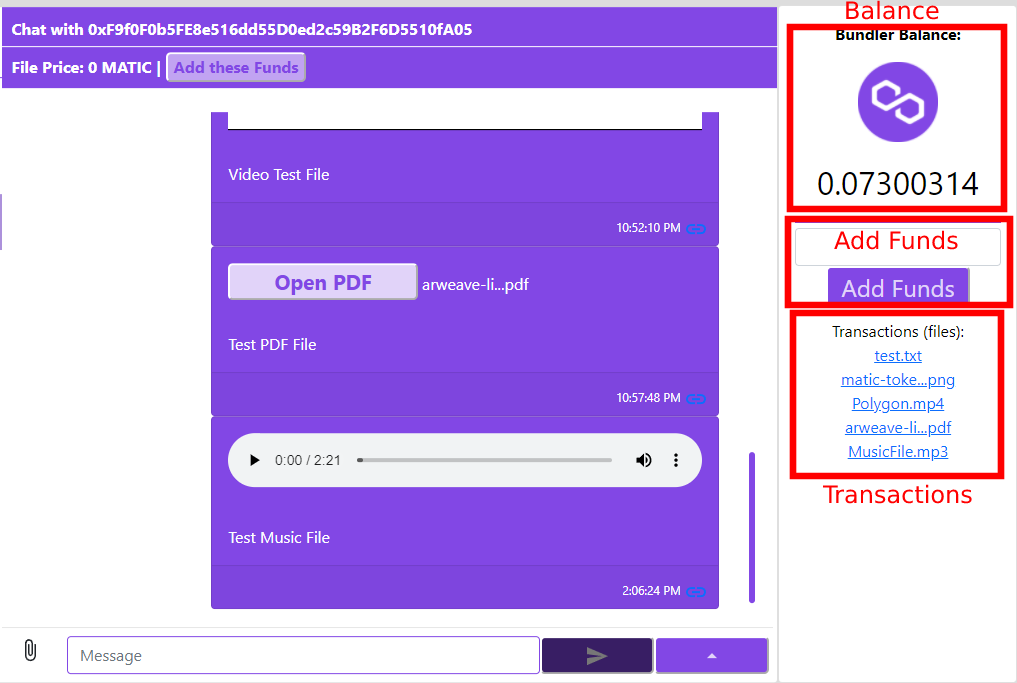 Chat with 0xF9f0F0b5FE8e516dd55D0ed2c59B2F6D5510fA05
File Price: 0 MATIC | Add these Funds
Video Test File
10:52:10 PM
Open PDF arweave-li...pdf
Test PDF File
10:57:48 PM
0:00 / 2:21
Test Music File
2:06:24 PM
Message
Balance
Bundler Balance:
0.07300314
Add Funds
Add Funds
Transactions (files):
test.txt
matic-toke...png
Polygon.mp4
arweave-li...pdf
MusicFile.mp3
Transactions